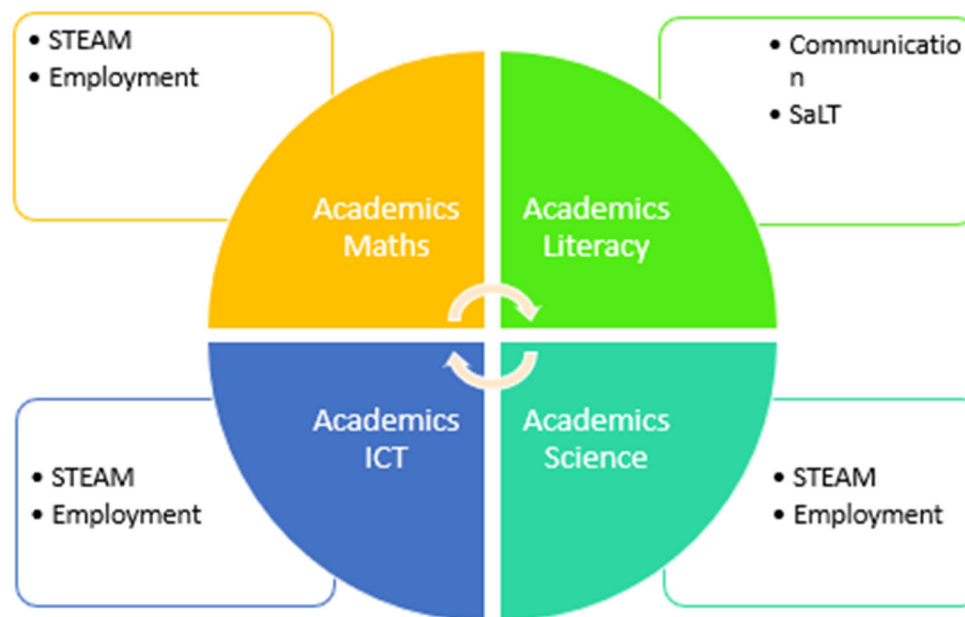 • STEAM
• Employment
• Communicatio
n
• SaLT
Academics
Maths
Academics
Literacy
Academics
ICT
Academics
Science
• STEAM
• Employment
• STEAM
• Employment